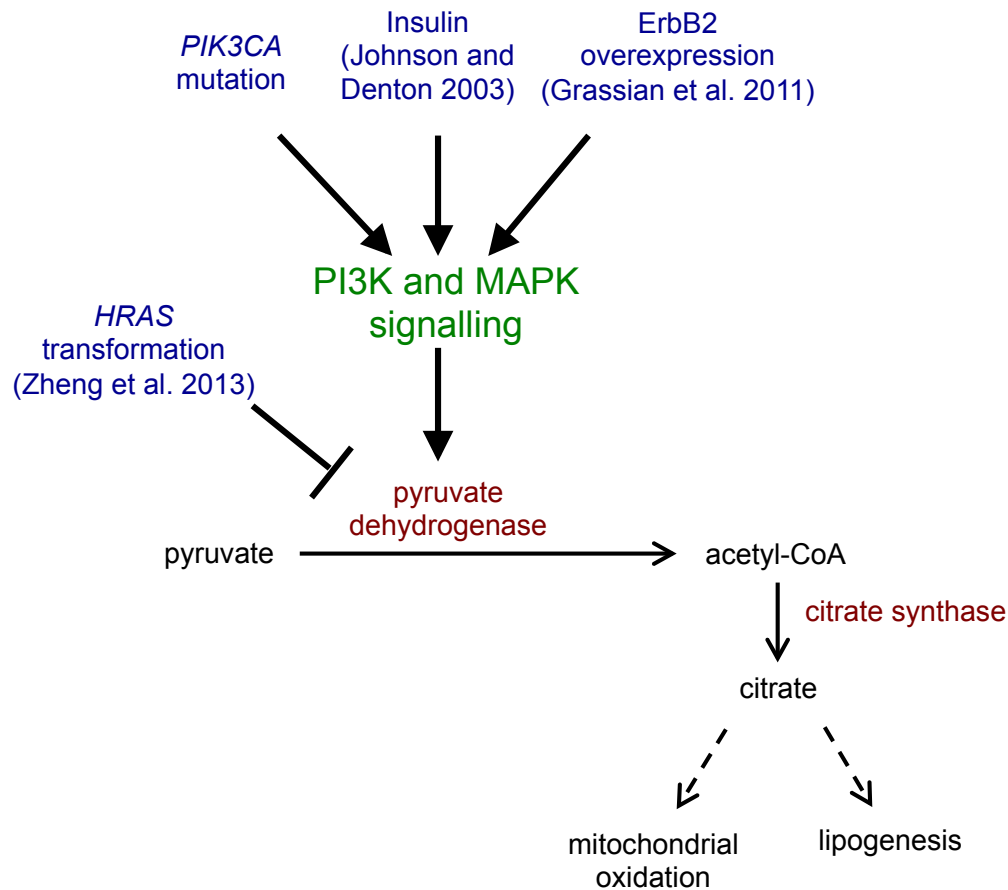 PIK3CA
mutation
Insulin
(Johnson and
Denton 2003)
ErbB2
overexpression
(Grassian et al. 2011)
PI3K and MAPK
signalling
HRAS
transformation
(Zheng et al. 2013)
pyruvate
dehydrogenase
pyruvate
acetyl-CoA
citrate synthase
citrate
mitochondrial
oxidation
lipogenesis